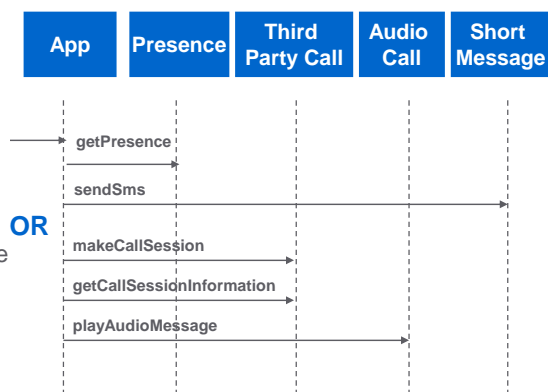 App
Presence
Third
Party Call
Audio
Call
Short
Message
getPresence
sendSms
OR
e
makeCallSession
getCallSessionInformation
playAudioMessage